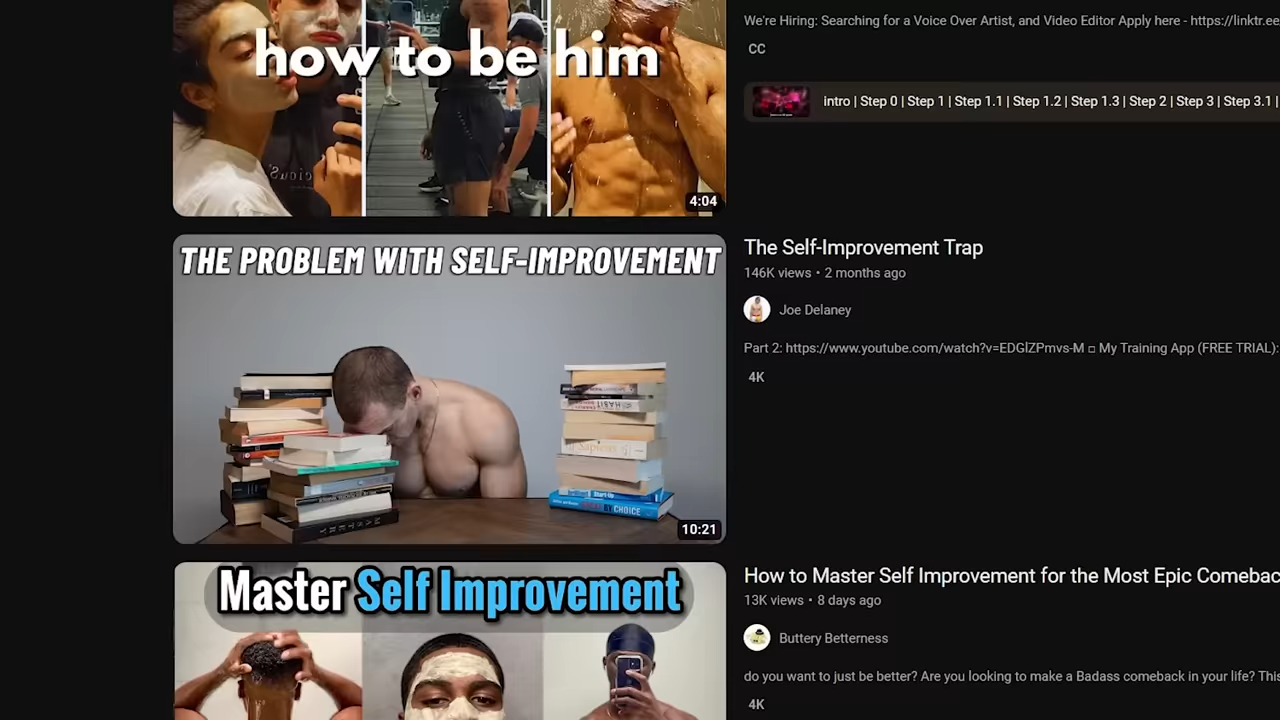 how to be him
4:04
We're Hiring: Searching for a Voice Over Artist, and Video Editor Apply here - https://linktr.ee
CC
intro | Step 0 | Step 1 | Step 1.1 | Step 1.2 | Step 1.3 | Step 2 | Step 3 | Step 3.1 |
THE PROBLEM WITH SELF-IMPROVEMENT
Sapiens
Start-Up
CHOICE
MASTERY
10:21
The Self-Improvement Trap
146K views • 2 months ago
Joe Delaney
Part 2: https://www.youtube.com/watch?v=EDGlZPmvs-M □ My Training App (FREE TRIAL):
4K
Master Self Improvement
How to Master Self Improvement for the Most Epic Comebac
13K views • 8 days ago
Buttery Betterness
do you want to just be better? Are you looking to make a Badass comeback in your life? This
4K